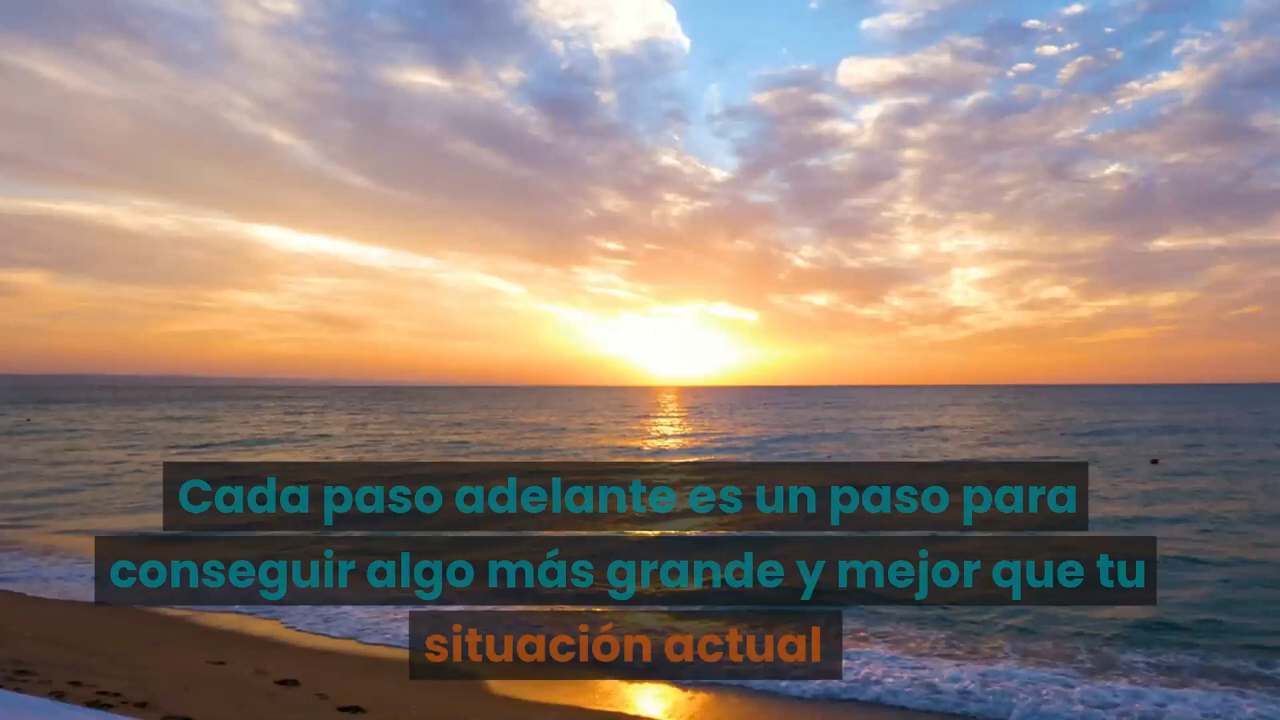 Cada paso adelante es un paso para
conseguir algo más grande y mejor que tu
situación actual